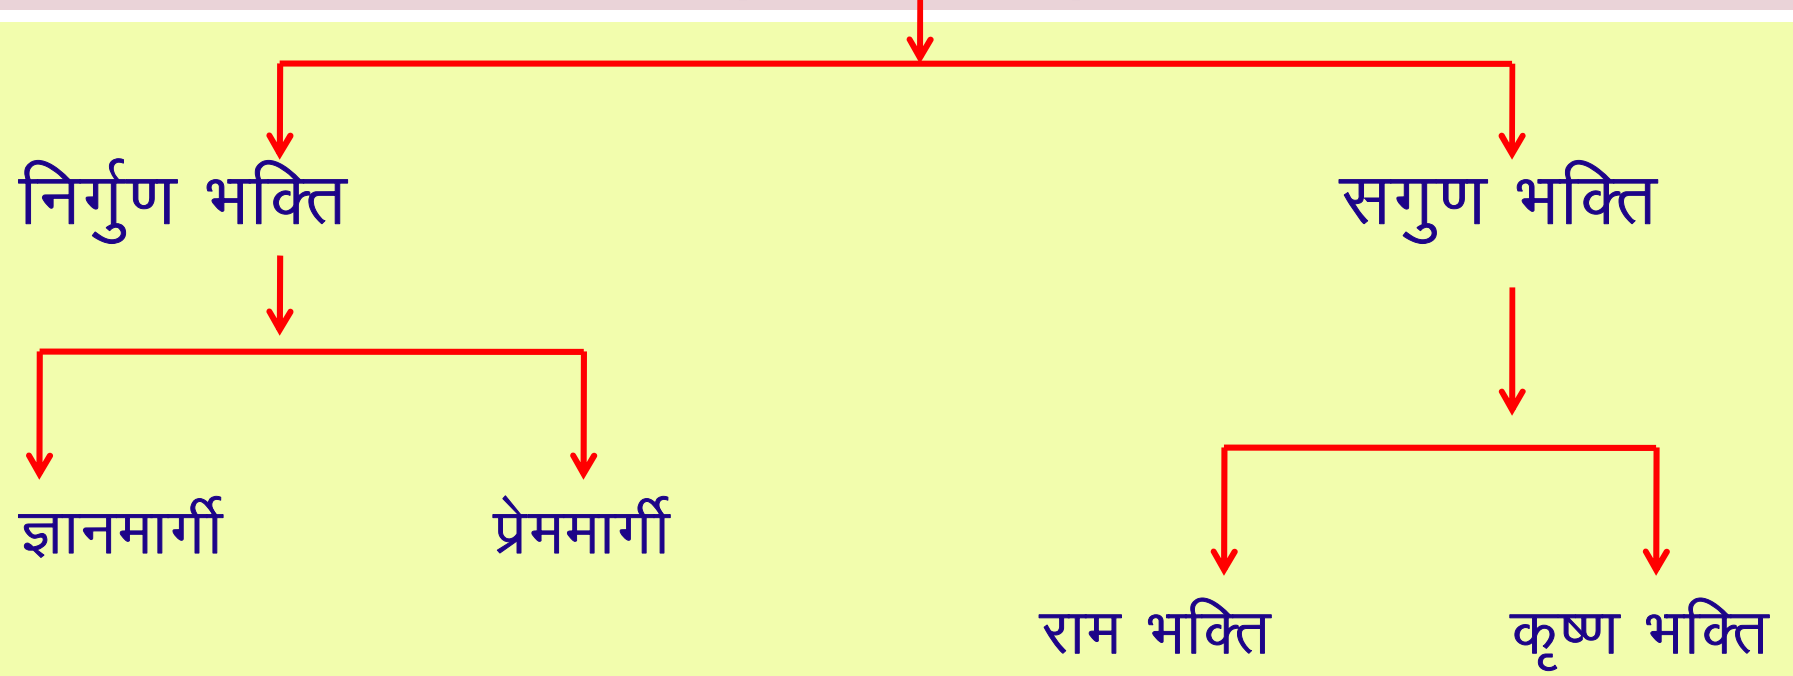 निर्गुण भक्ति सगुण भक्ति
ज्ञानमार्गी प्रेममार्गी
राम भक्ति कृष्ण भक्ति